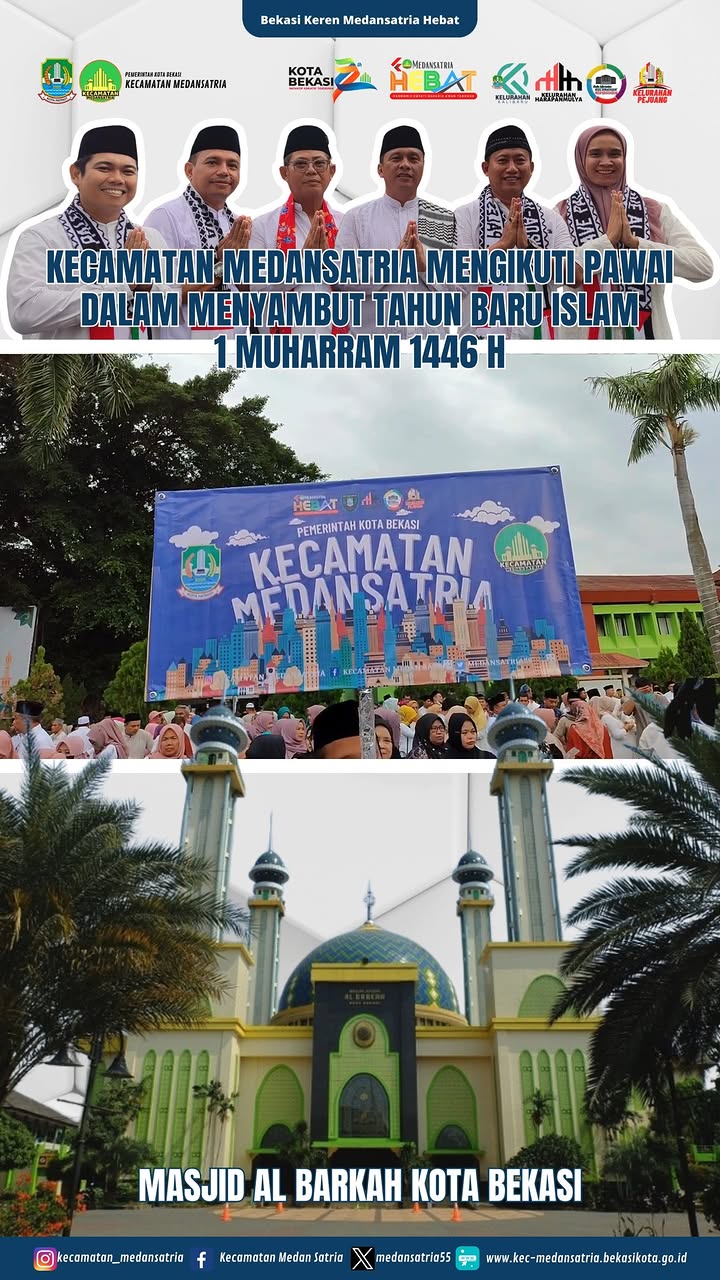 Bekasi Keren Medansatria Hebat
PEMERINTAH KOTA BEKASI
KECAMATAN MEDANSATRIA
KECAMATAN
MEDANSATRIA
KOTA
BEKASI
MEDANSATRIA
HEBAT
KELURAHAN
KALIBARU
KELURAHAN
HARAPANMULYA
KELURAHAN
PEJUANG
KECAMATAN MEDANSATRIA MENGIKUTI PAWAI
DALAM MENYAMBUT TAHUN BARU ISLAM
1 MUHARRAM 1446 H
HEBAT
PEMERINTAH KOTA BEKASI
KECAMATAN
MEDANSATRIA
KECAMATAN
AL BARKAH
MASJID AL BARKAH KOTA BEKASI
kecamatan_medansatria
Kecamatan Medan Satria
medansatria55
www.kec-medansatria.bekasikota.go.id